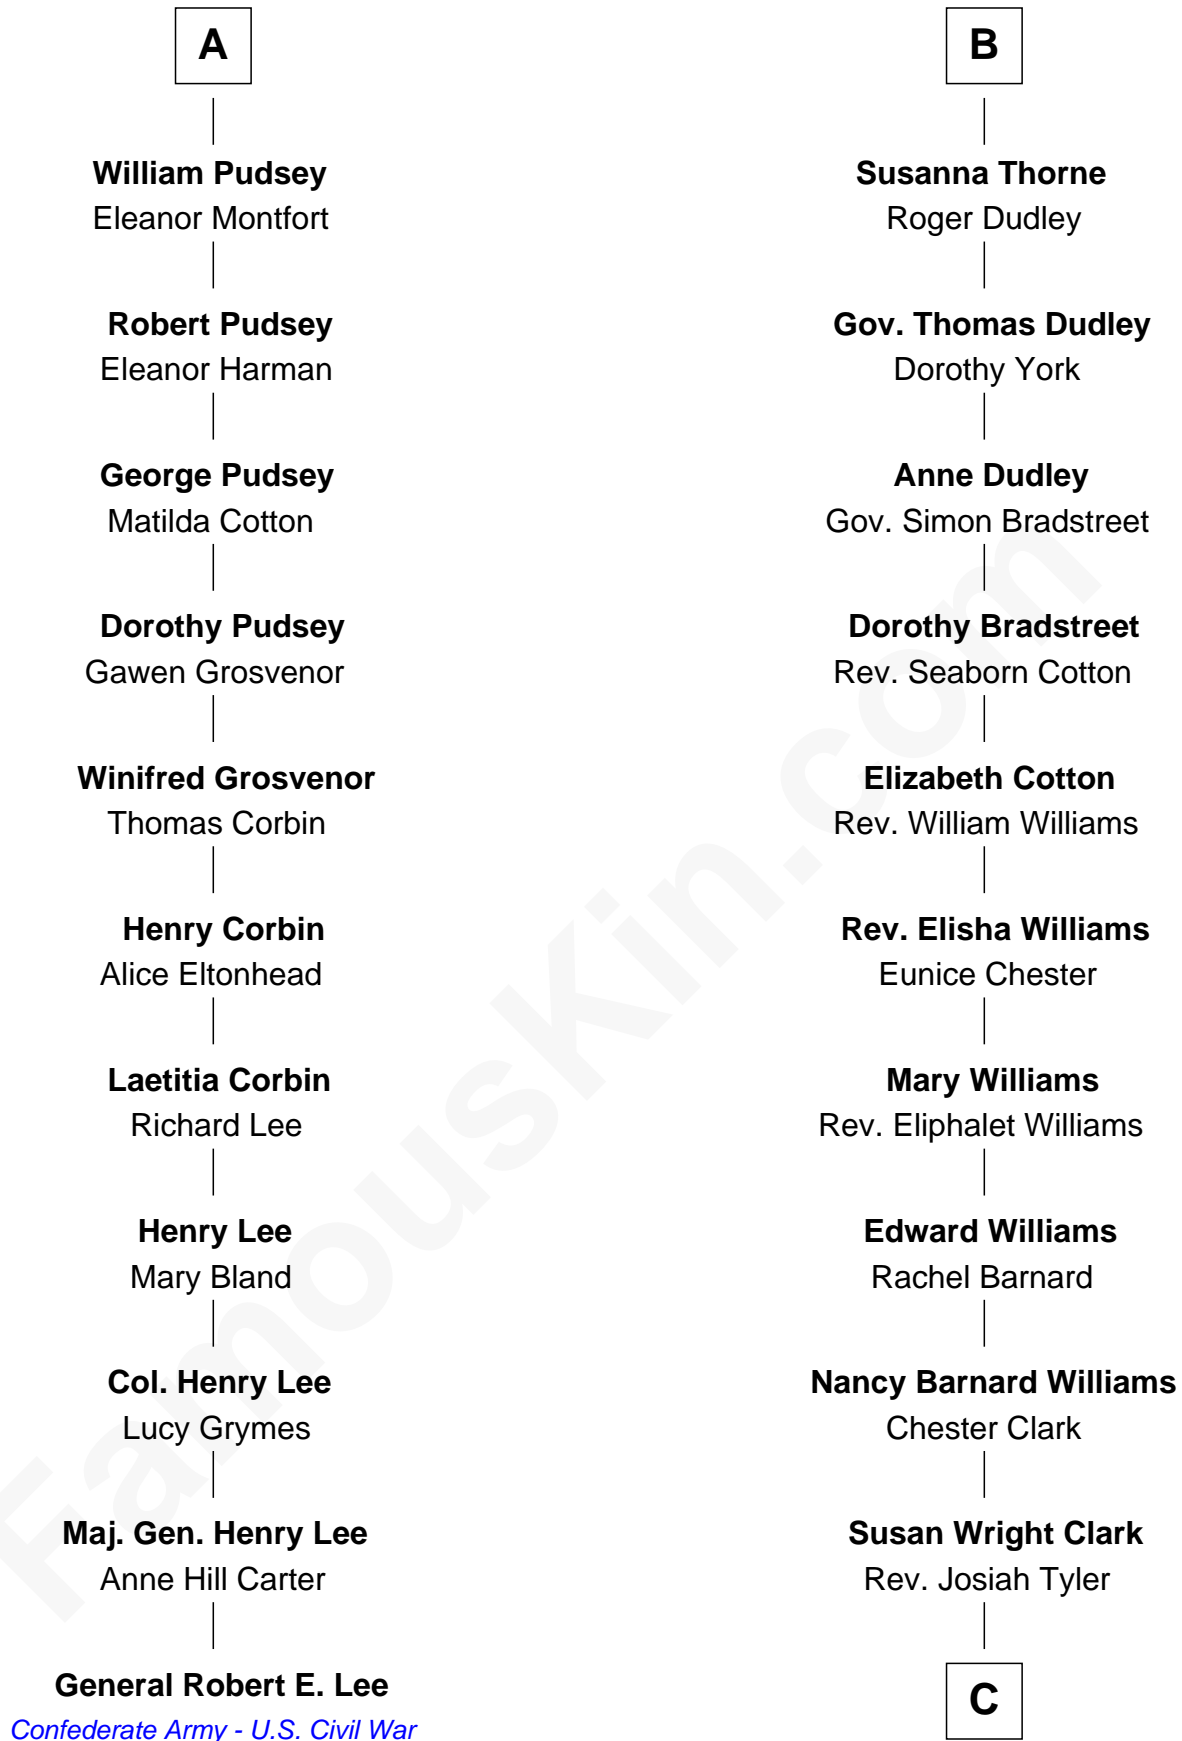 A
William Pudsey
Eleanor Montfort
Robert Pudsey
Eleanor Harman
George Pudsey
Matilda Cotton
Dorothy Pudsey
Gawen Grosvenor
Winifred Grosvenor
Thomas Corbin
Henry Corbin
Alice Eltonhead
Laetitia Corbin
Richard Lee
Henry Lee
Mary Bland
Col. Henry Lee
Lucy Grymes
Maj. Gen. Henry Lee
Anne Hill Carter
General Robert E. Lee
Confederate Army - U.S. Civil War
B
Susanna Thorne
Roger Dudley
Gov. Thomas Dudley
Dorothy York
Anne Dudley
Gov. Simon Bradstreet
Dorothy Bradstreet
Rev. Seaborn Cotton
Elizabeth Cotton
Rev. William Williams
Rev. Elisha Williams
Eunice Chester
Mary Williams
Rev. Eliphalet Williams
Edward Williams
Rachel Barnard
Nancy Barnard Williams
Chester Clark
Susan Wright Clark
Rev. Josiah Tyler
C
FamousKin.com